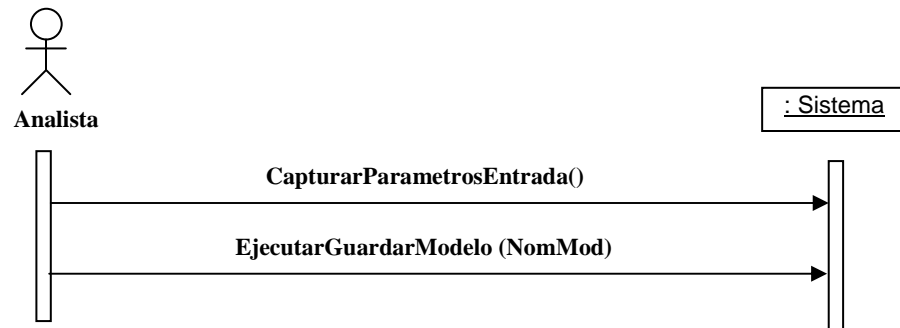 Analista
: Sistema
CapturarParametrosEntrada()
EjecutarGuardarModelo (NomMod)